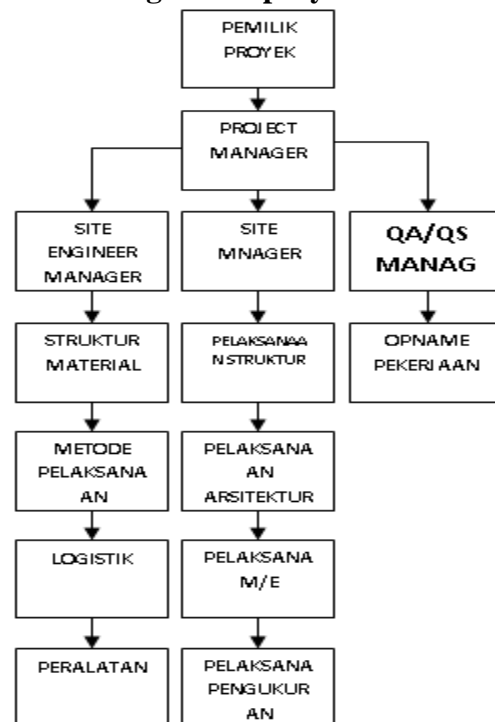 PEMILIK
PROYEK
PROJECT
MANAGER
SITE
ENGINEER
MANAGER
SITE
MNAGER
QA/QS
MANAG
STRUKTUR
MATERIAL
PELAKSANAA
N STRUKTUR
OPNAME
PEKERJAAN
METODE
PELAKSANA
AN
PELAKSANA
AN
ARSITEKTUR
LOGISTIK
PELAKSANA
M/E
PERALATAN
PELAKSANA
PENGUKUR
AN